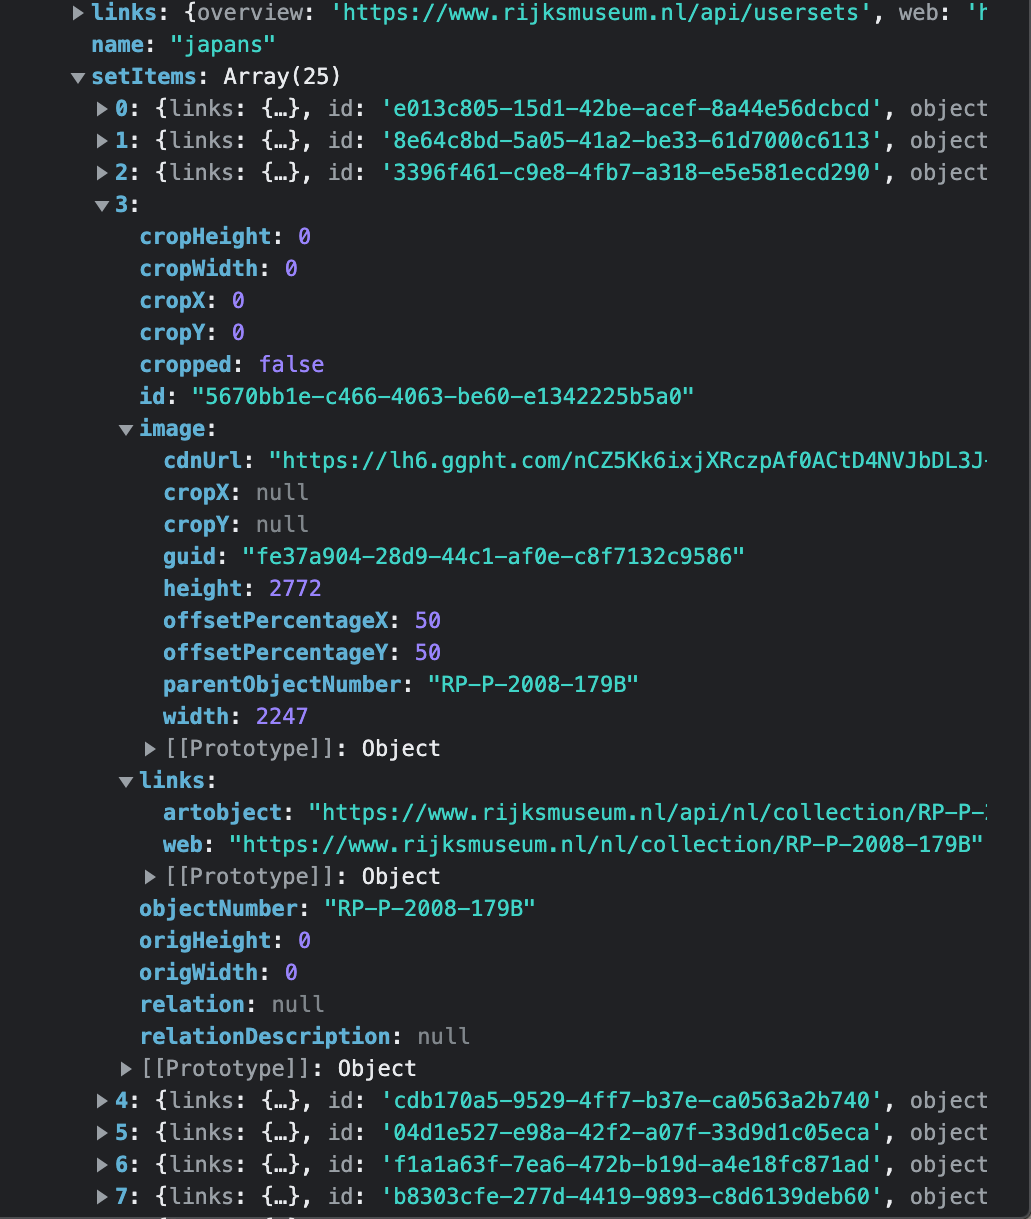 ▶ links: {overview: 'https://www.rijksmuseum.nl/api/usersets', web: 'h
name: "japans"
▼ setItems: Array(25)
▶ 0: {links: {…}, id: 'e013c805-15d1-42be-acef-8a44e56dcbcd', object
▶ 1: {links: {…}, id: '8e64c8bd-5a05-41a2-be33-61d7000c6113', object
▶ 2: {links: {…}, id: '3396f461-c9e8-4fb7-a318-e5e581ecd290', object
▼ 3:
cropHeight: 0
cropWidth: 0
cropX: 0
cropY: 0
cropped: false
id: "5670bb1e-c466-4063-be60-e1342225b5a0"
▼ image:
cdnUrl: "https://lh6.ggpht.com/nCZ5Kk6ixjXRczpAf0ACtD4NVJbDL3J-
cropX: null
cropY: null
guid: "fe37a904-28d9-44c1-af0e-c8f7132c9586"
height: 2772
offsetPercentageX: 50
offsetPercentageY: 50
parentObjectNumber: "RP-P-2008-179B"
width: 2247
▶ [[Prototype]]: Object
▼ links:
artobject: "https://www.rijksmuseum.nl/api/nl/collection/RP-P-2
web: "https://www.rijksmuseum.nl/nl/collection/RP-P-2008-179B"
▶ [[Prototype]]: Object
objectNumber: "RP-P-2008-179B"
origHeight: 0
origWidth: 0
relation: null
relationDescription: null
▶ [[Prototype]]: Object
▶ 4: {links: {…}, id: 'cdb170a5-9529-4ff7-b37e-ca0563a2b740', object
▶ 5: {links: {…}, id: '04d1e527-e98a-42f2-a07f-33d9d1c05eca', object
▶ 6: {links: {…}, id: 'f1a1a63f-7ea6-472b-b19d-a4e18fc871ad', object
▶ 7: {links: {…}, id: 'b8303cfe-277d-4419-9893-c8d6139deb60', object